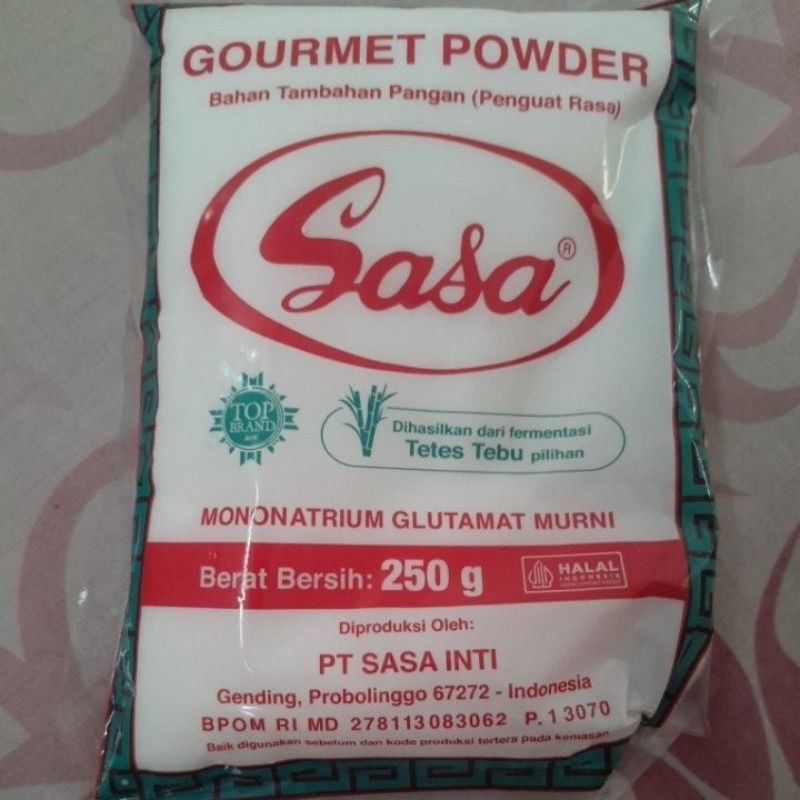 GOURMET POWDER
Bahan Tambahan Pangan (Penguat Rasa)
Sasa®
TOP
BRAND
Dihasilkan dari fermentasi
Tetes Tebu pilihan
MONONATRIUM GLUTAMAT MURNI
Berat Bersih: 250 g
HALAL
INDONESIA
Diproduksi Oleh:
PT SASA INTI
Gending, Probolinggo 67272 - Indonesia
BPOM RI MD 278113083062 P.13070
Baik digunakan sebelum dan kode produksi tertera pada kemasan